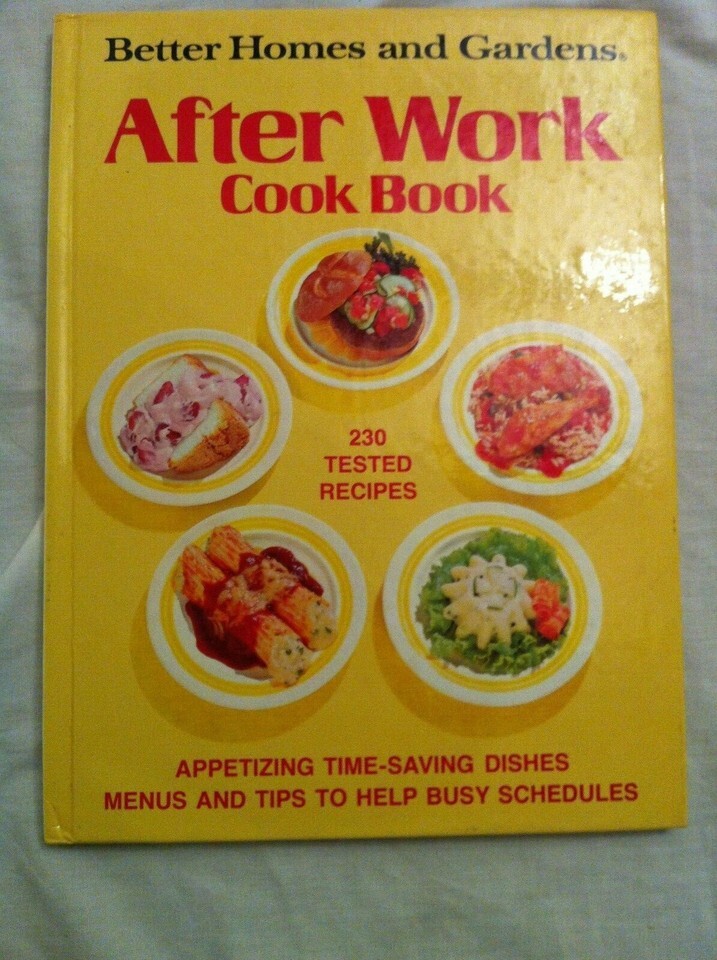 Better Homes and Gardens®
After Work
Cook Book
230
TESTED
RECIPES
APPETIZING TIME-SAVING DISHES
MENUS AND TIPS TO HELP BUSY SCHEDULES